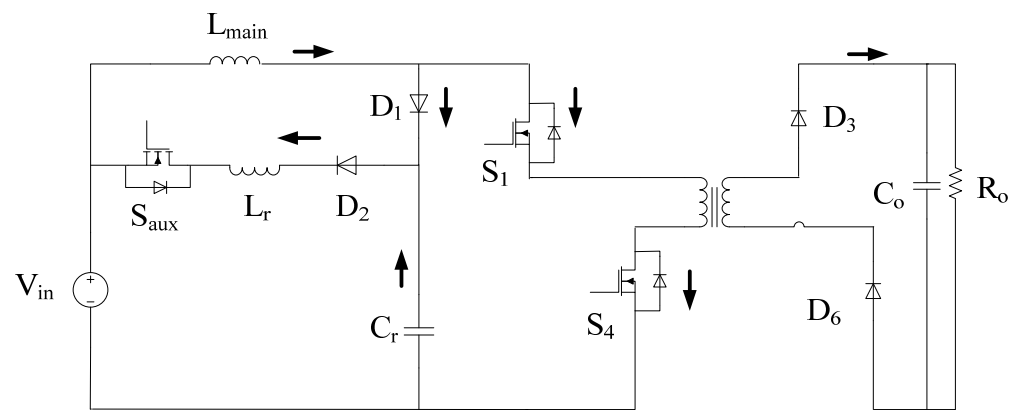 L_main
D_1
D_3
S_1
S_aux
L_r
D_2
C_o
R_o
V_in
+
−
C_r
S_4
D_6